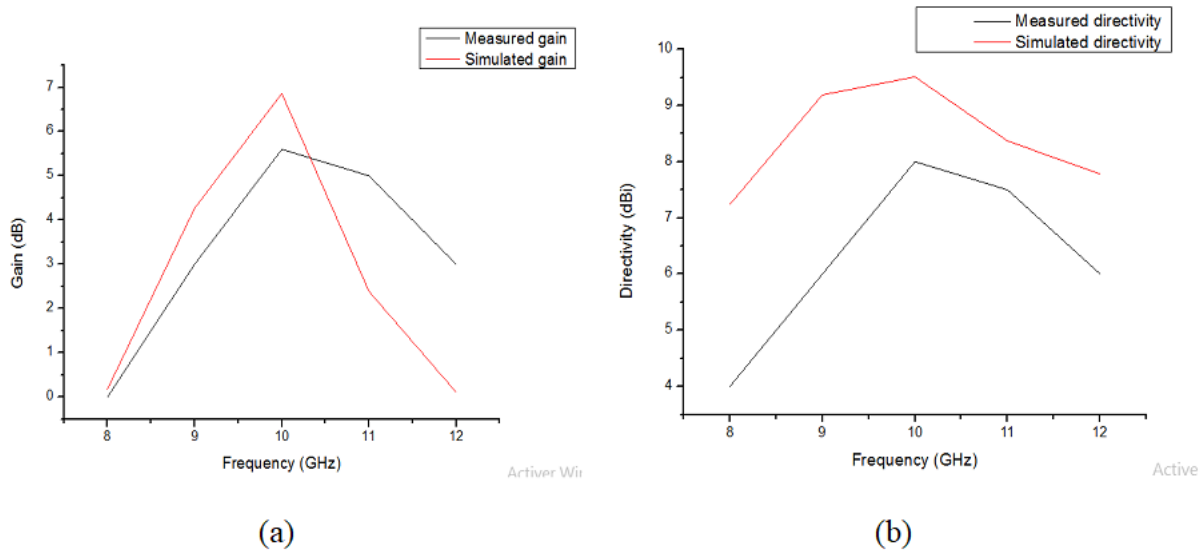 Measured gain
Simulated gain
Gain (dB)
7
6
5
4
3
2
1
0
8 9 10 11 12
Frequency (GHz)
Activer Wir
(a)
Measured directivity
Simulated directivity
Directivity (dBi)
10
9
8
7
6
5
4
8 9 10 11 12
Frequency (GHz)
Active
(b)